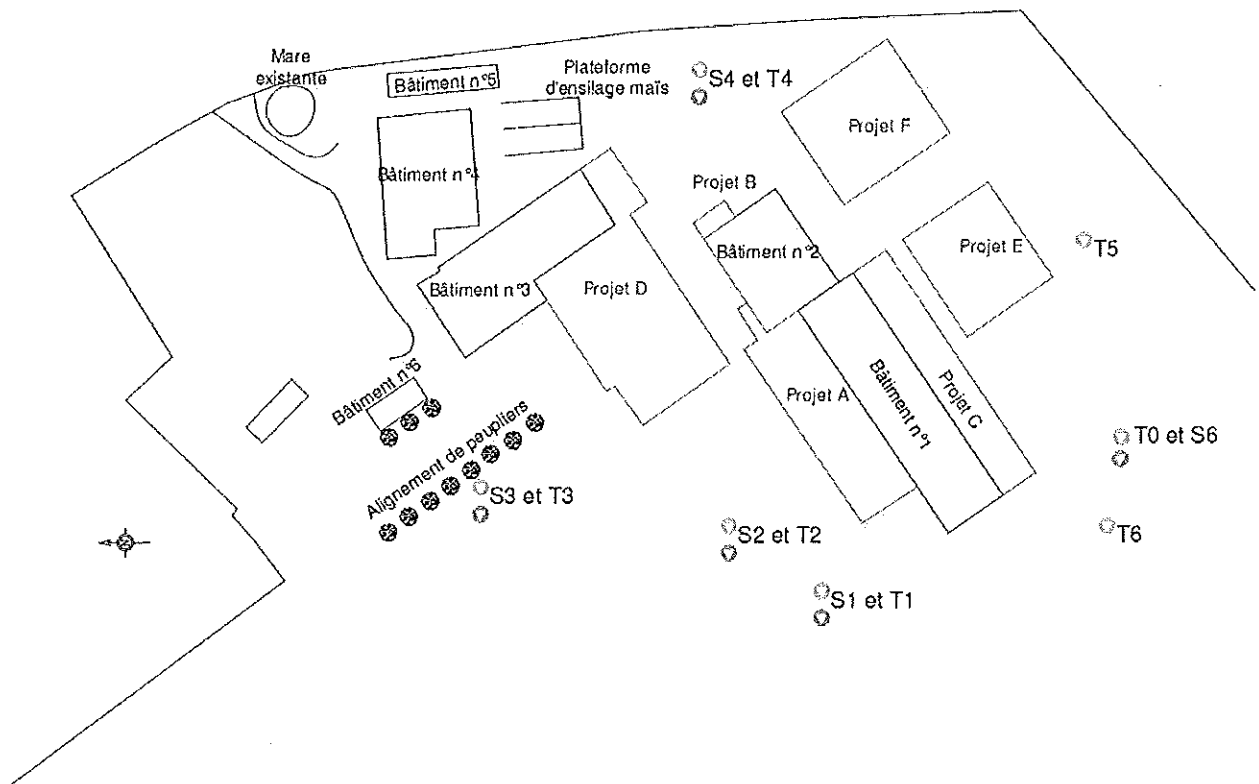 Mare
existante
Bâtiment n°5
Plateforme
d'ensilage maïs
S4 et T4
Projet F
Bâtiment n°4
Projet B
Bâtiment n°2
Projet E
T5
Bâtiment n°3
Projet D
Projet A
Bâtiment n°1
Projet C
Bâtiment n°6
Alignement de peupliers
S3 et T3
T0 et S6
S2 et T2
T6
S1 et T1